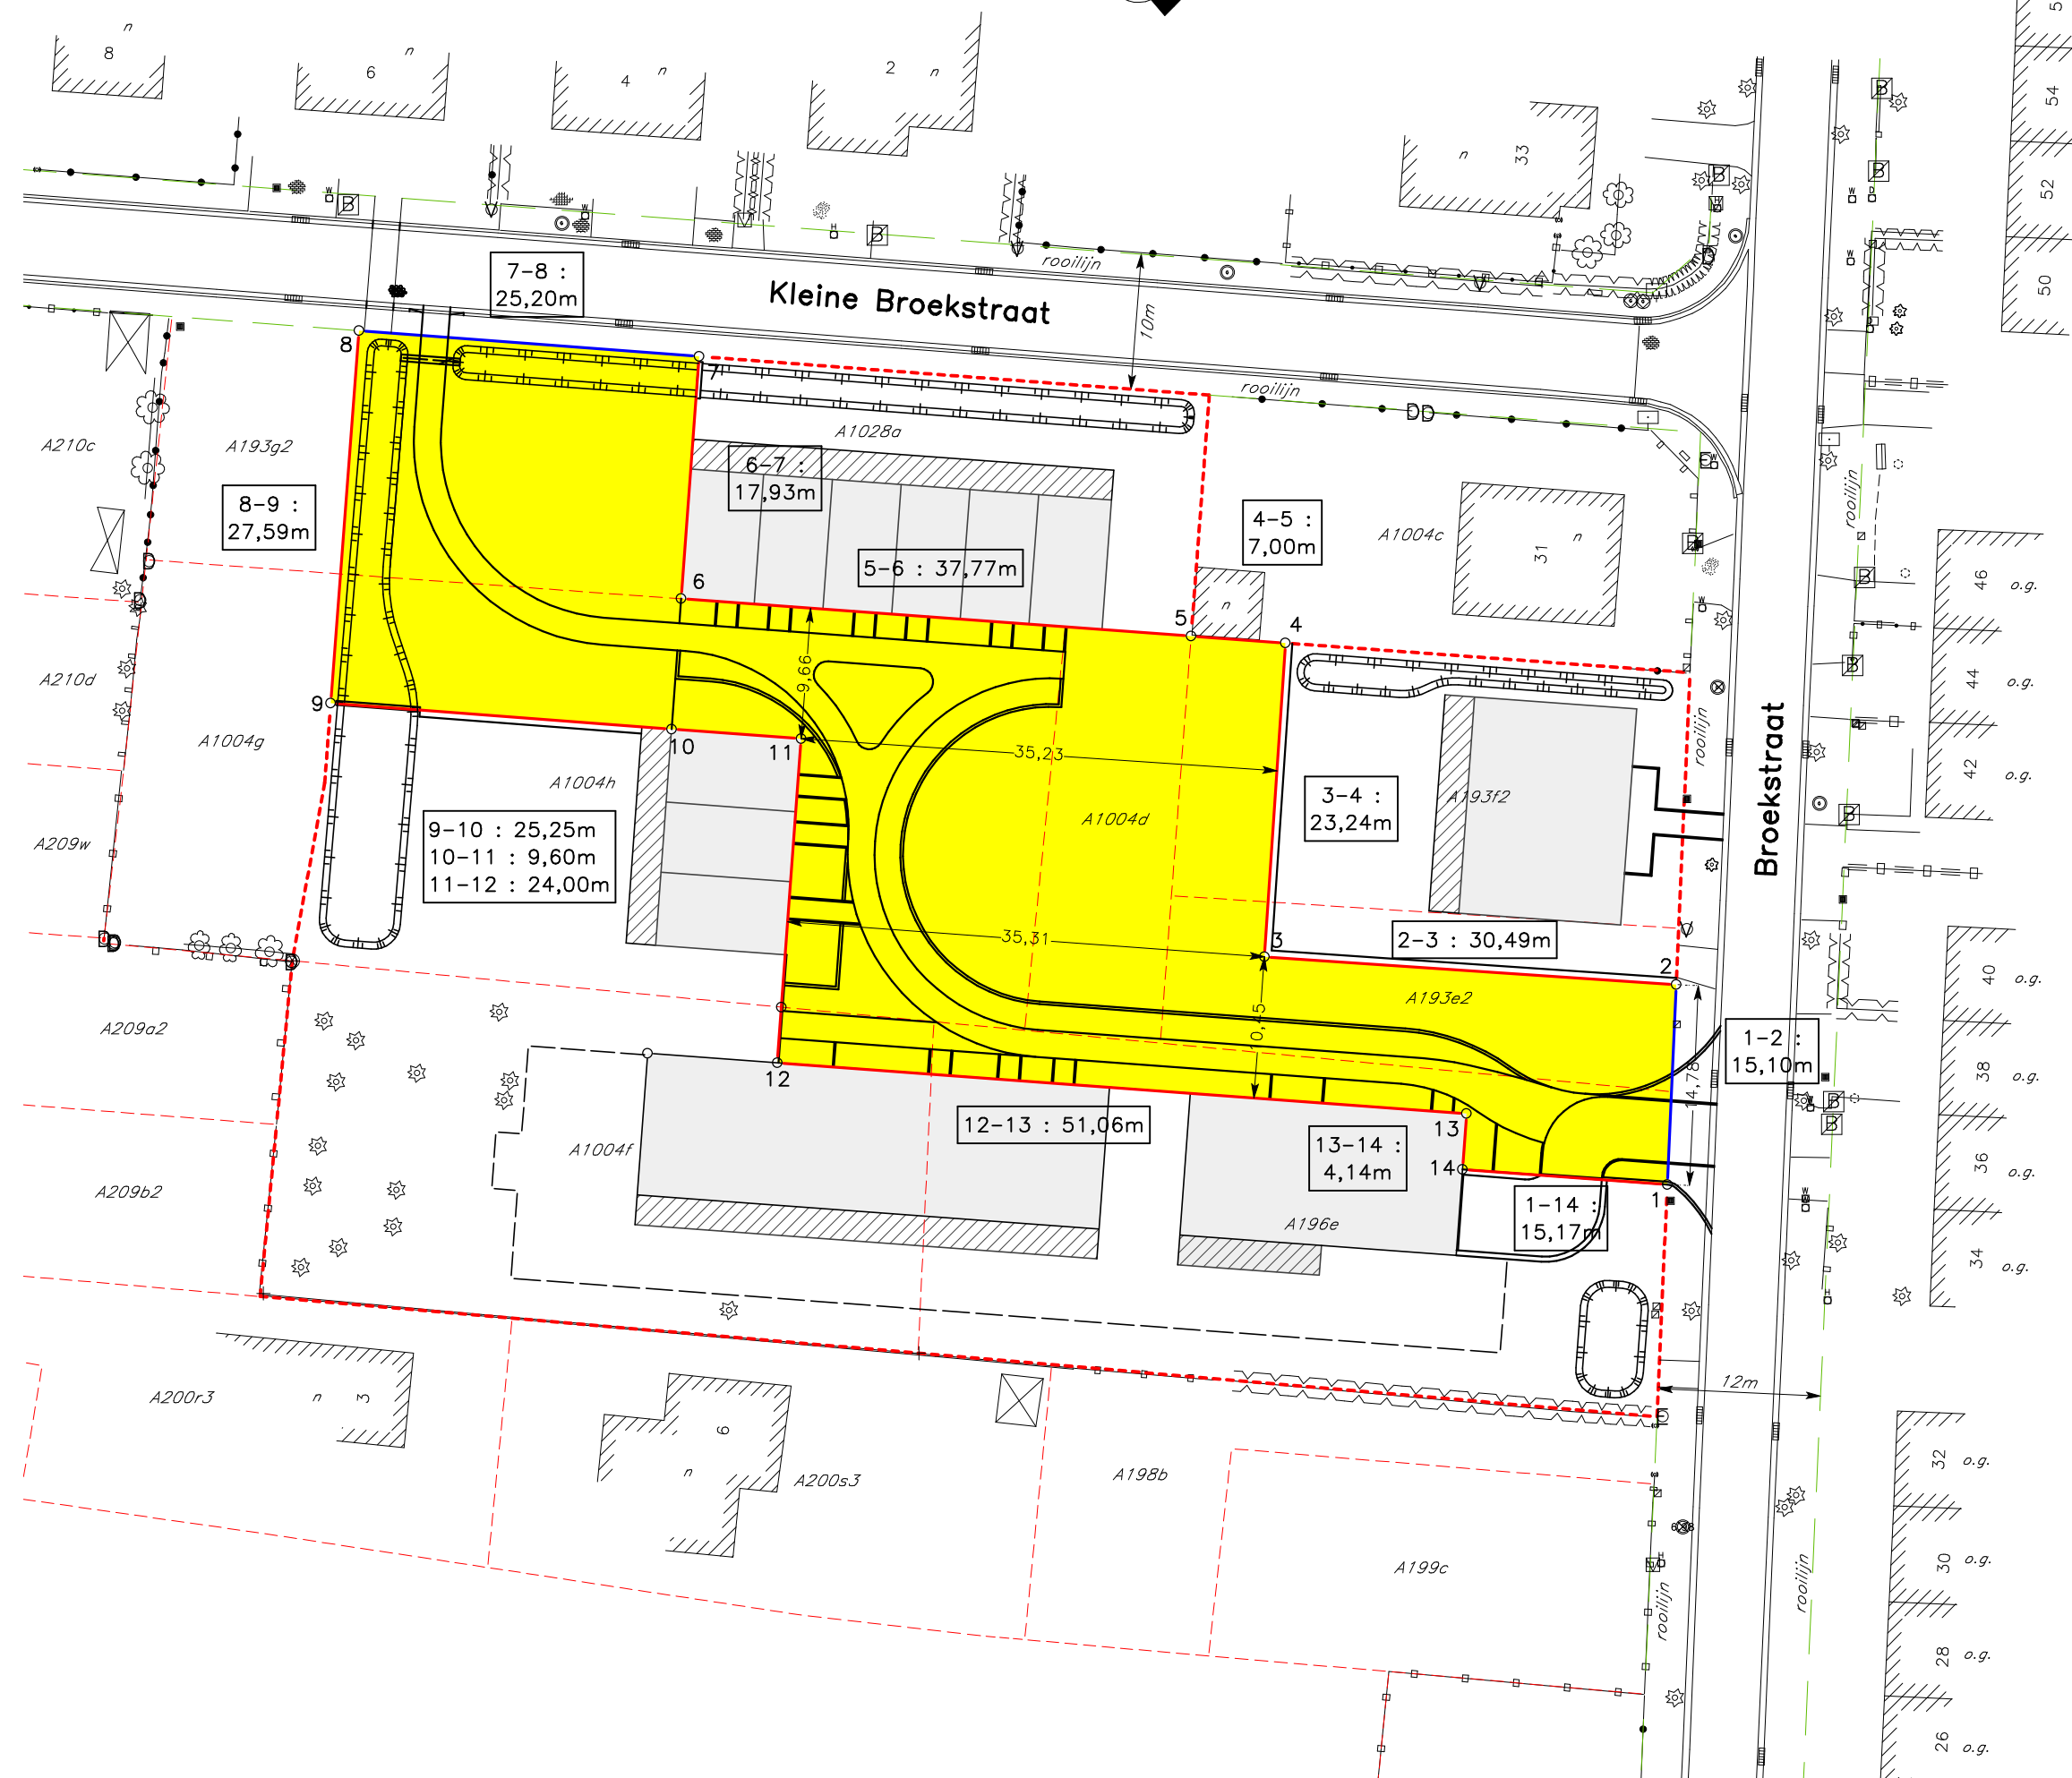 n
8
n
6
n
4
2
n
n
33
54
52
50
7-8 :
25,20m
Kleine Broekstraat
rooilijn
10m
rooilijn
8
7
A210c
A193g2
A1028a
6-7 :
17,93m
8-9 :
27,59m
4-5 :
7,00m
A1004c
31
n
rooilijn
5-6 : 37,77m
6
46
o.g.
n
5
4
9,66
A210d
44
o.g.
9
A1004g
10
11
35,23
rooilijn
Broekstraat
42
o.g.
A1004h
3-4 :
23,24m
A193f2
A1004d
A209w
9-10 : 25,25m
10-11 : 9,60m
11-12 : 24,00m
35,31
3
2-3 : 30,49m
2
40
o.g.
A193e2
A209a2
10,45
1-2 :
15,10m
14,78
38
o.g.
12
12-13 : 51,06m
13
A1004f
13-14 :
4,14m
14
36
o.g.
A209b2
1-14 :
15,17m
1
A196e
34
o.g.
12m
A200r3
n
3
6
n
A200s3
A198b
32
o.g.
A199c
rooilijn
rooilijn
30
o.g.
28
o.g.
26
o.g.